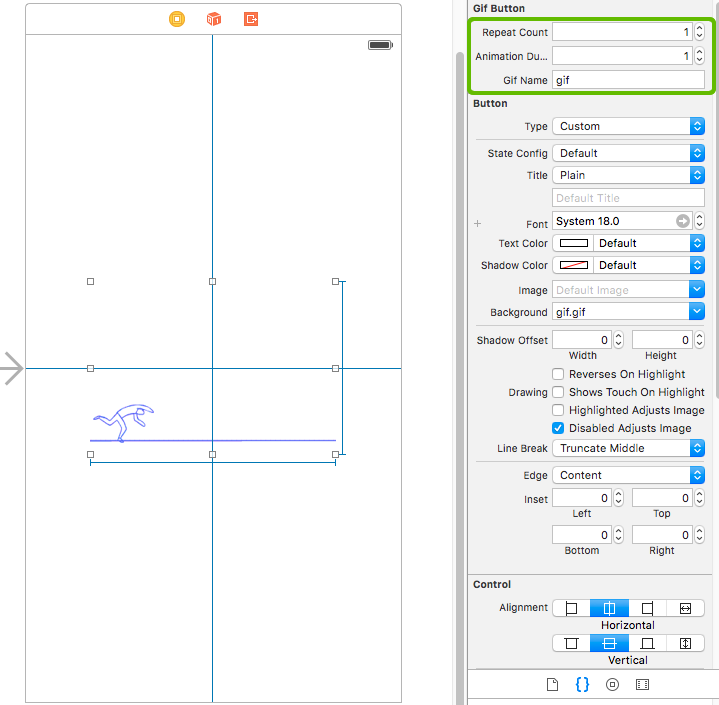 Gif Button
Repeat Count 1
Animation Du... 1
Gif Name gif
Button
Type Custom
State Config Default
Title Plain
Default Title
+ Font System 18.0
Text Color Default
Shadow Color Default
Image Default Image
Background gif.gif
Shadow Offset 0 0
Width Height
Reverses On Highlight
Drawing Shows Touch On Highlight
Highlighted Adjusts Image
Disabled Adjusts Image
Line Break Truncate Middle
Edge Content
Inset 0 0
Left Top
0 0
Bottom Right
Control
Alignment
Horizontal
Vertical
{}